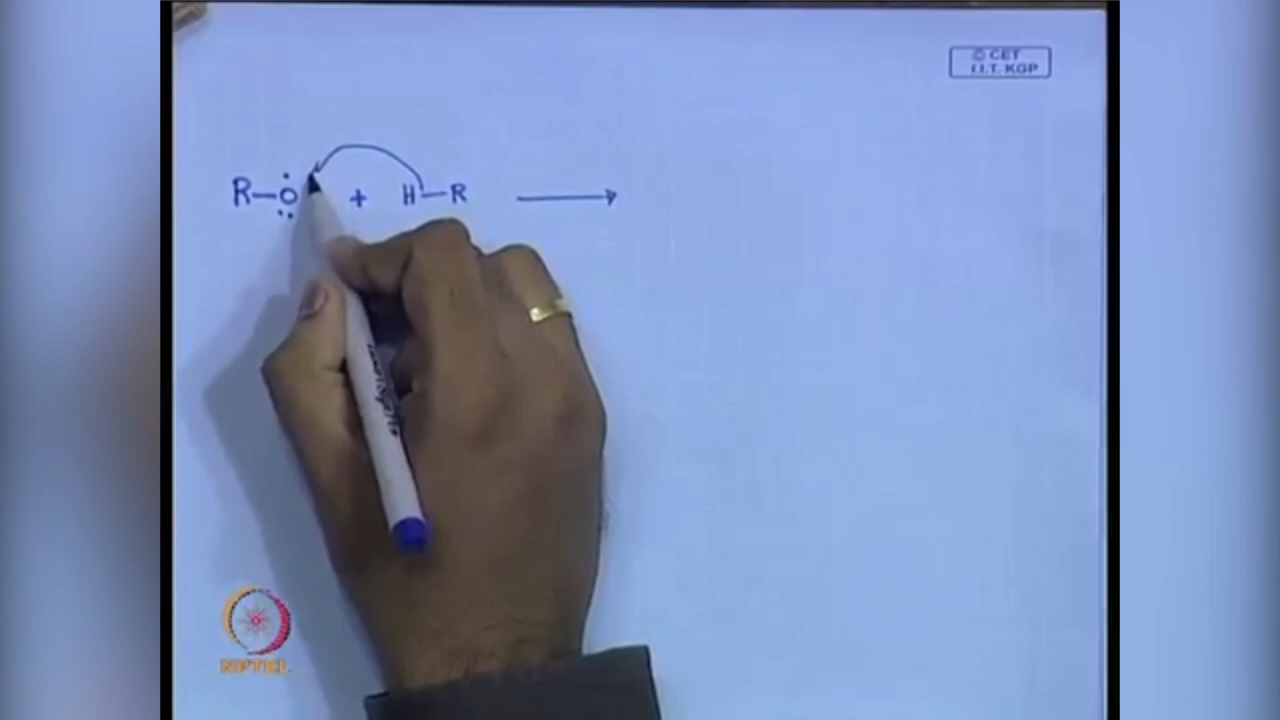 © CET
I.I.T. KGP
R–Ö: + H–R ⟶
NPTEL